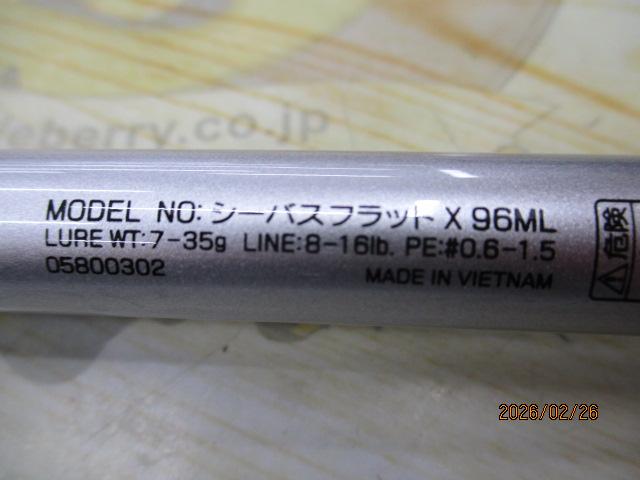 eberry.co.jp
MODEL NO: シーバスフラット X 96ML
LURE WT: 7-35g LINE: 8-16lb. PE:#0.6-1.5
05800302
MADE IN VIETNAM
危険
2026/02/26